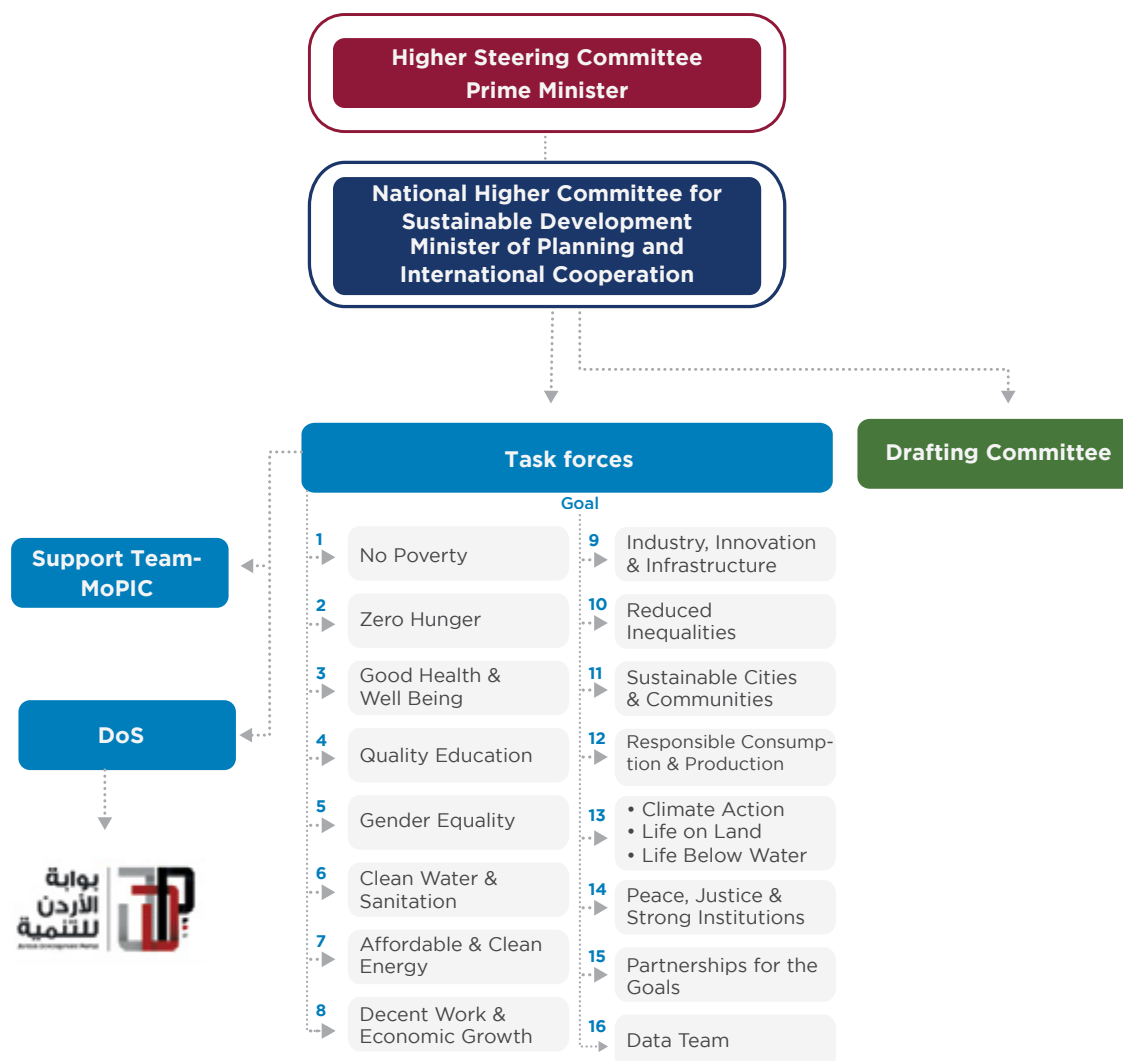 Higher Steering Committee
Prime Minister
National Higher Committee for
Sustainable Development
Minister of Planning and
International Cooperation
Task forces
Drafting Committee
Support Team-
MoPIC
DoS
بوابة
الأردن
للتنمية
Goal
1
No Poverty
2
Zero Hunger
3
Good Health &
Well Being
4
Quality Education
5
Gender Equality
6
Clean Water &
Sanitation
7
Affordable & Clean
Energy
8
Decent Work &
Economic Growth
9
Industry, Innovation
& Infrastructure
10
Reduced
Inequalities
11
Sustainable Cities
& Communities
12
Responsible Consump-
tion & Production
13
• Climate Action
• Life on Land
• Life Below Water
14
Peace, Justice &
Strong Institutions
15
Partnerships for the
Goals
16
Data Team